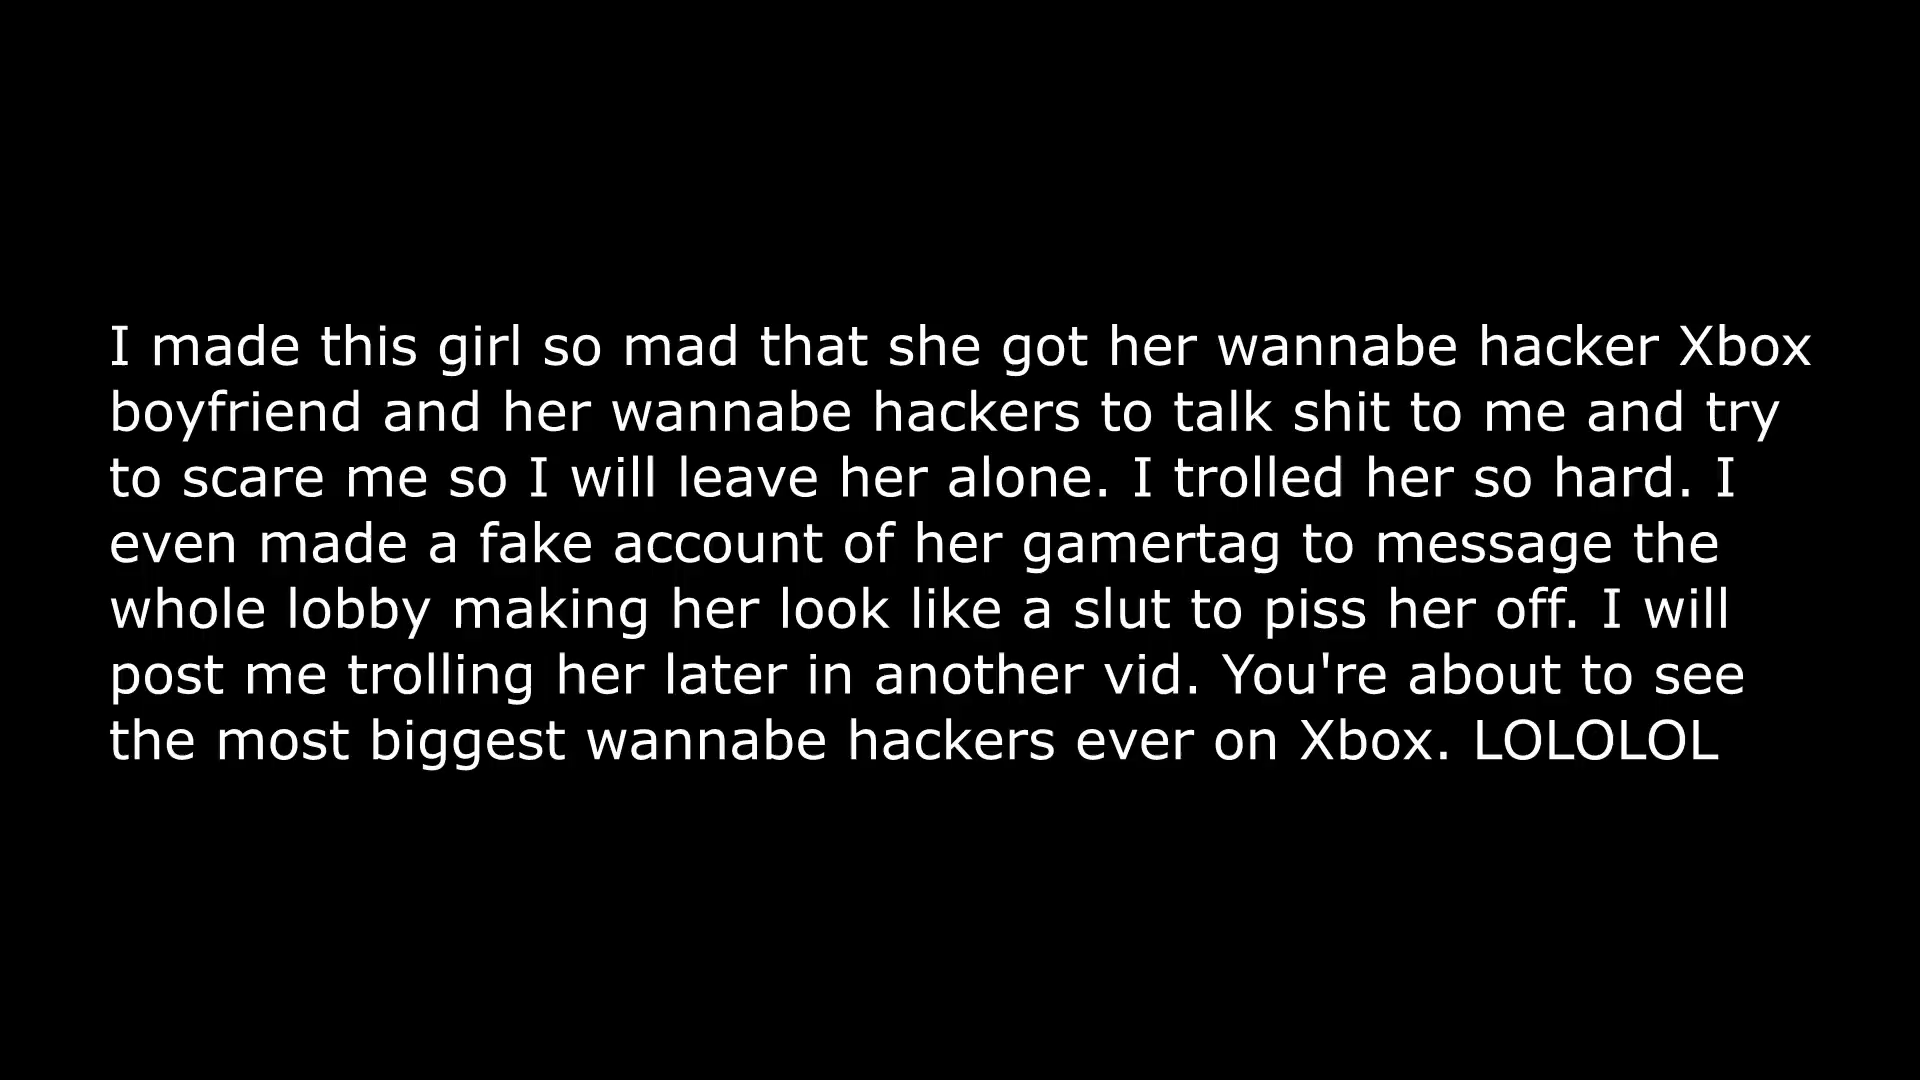 I made this girl so mad that she got her wannabe hacker Xbox
boyfriend and her wannabe hackers to talk shit to me and try
to scare me so I will leave her alone. I trolled her so hard. I
even made a fake account of her gamertag to message the
whole lobby making her look like a slut to piss her off. I will
post me trolling her later in another vid. You're about to see
the most biggest wannabe hackers ever on Xbox. LOLOLOL